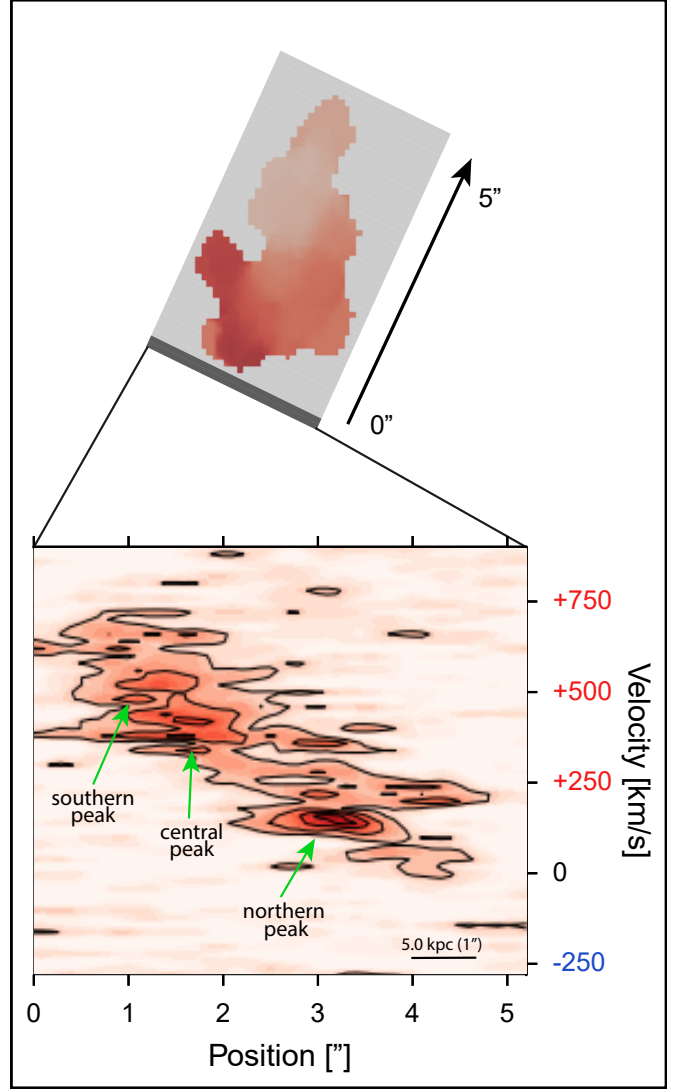 5”
0”
+750
+500
+250
0
-250
Velocity [km/s]
southern
peak
central
peak
northern
peak
5.0 kpc (1”)
0 1 2 3 4 5
Position [”]